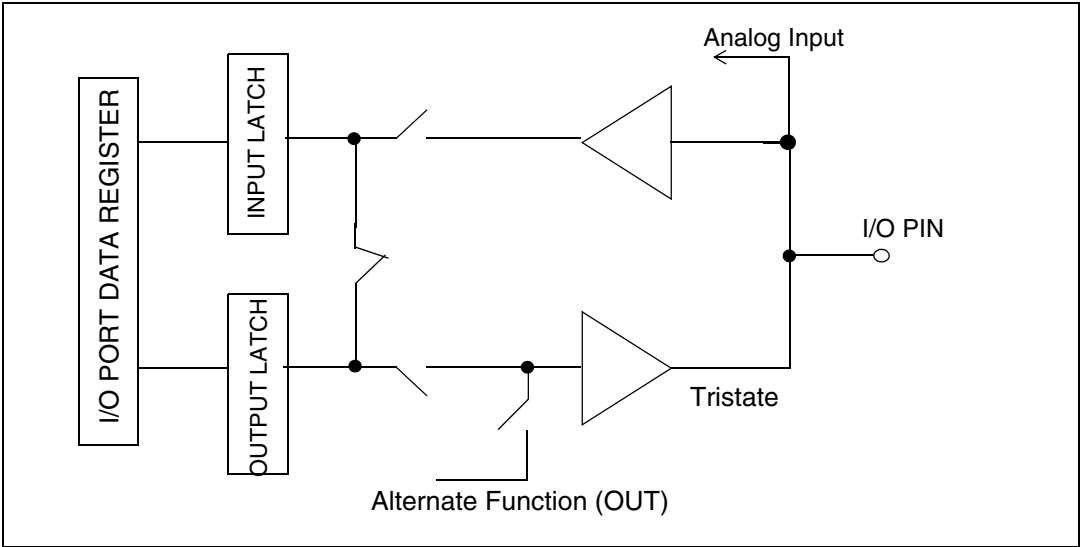 Analog Input
I/O PORT DATA REGISTER
INPUT LATCH
I/O PIN
OUTPUT LATCH
Tristate
Alternate Function (OUT)